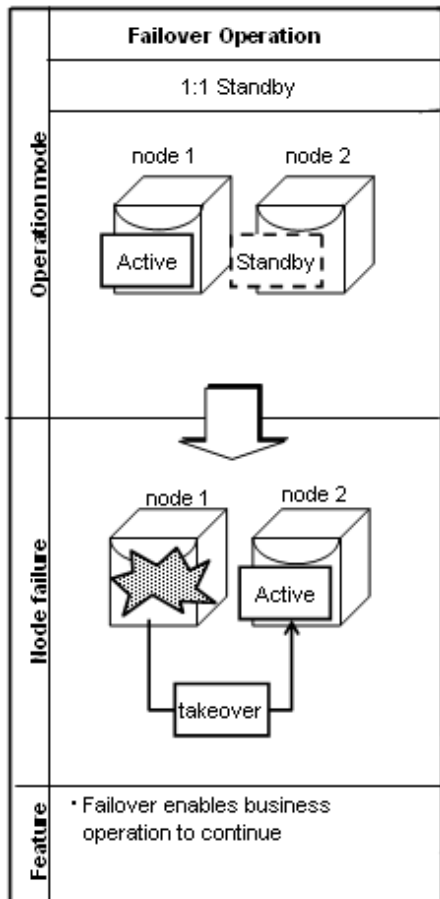 Failover Operation
1:1 Standby
Operation mode
node 1
node 2
Active
Standby
Node failure
node 1
node 2
Active
takeover
Feature
・Failover enables business
operation to continue